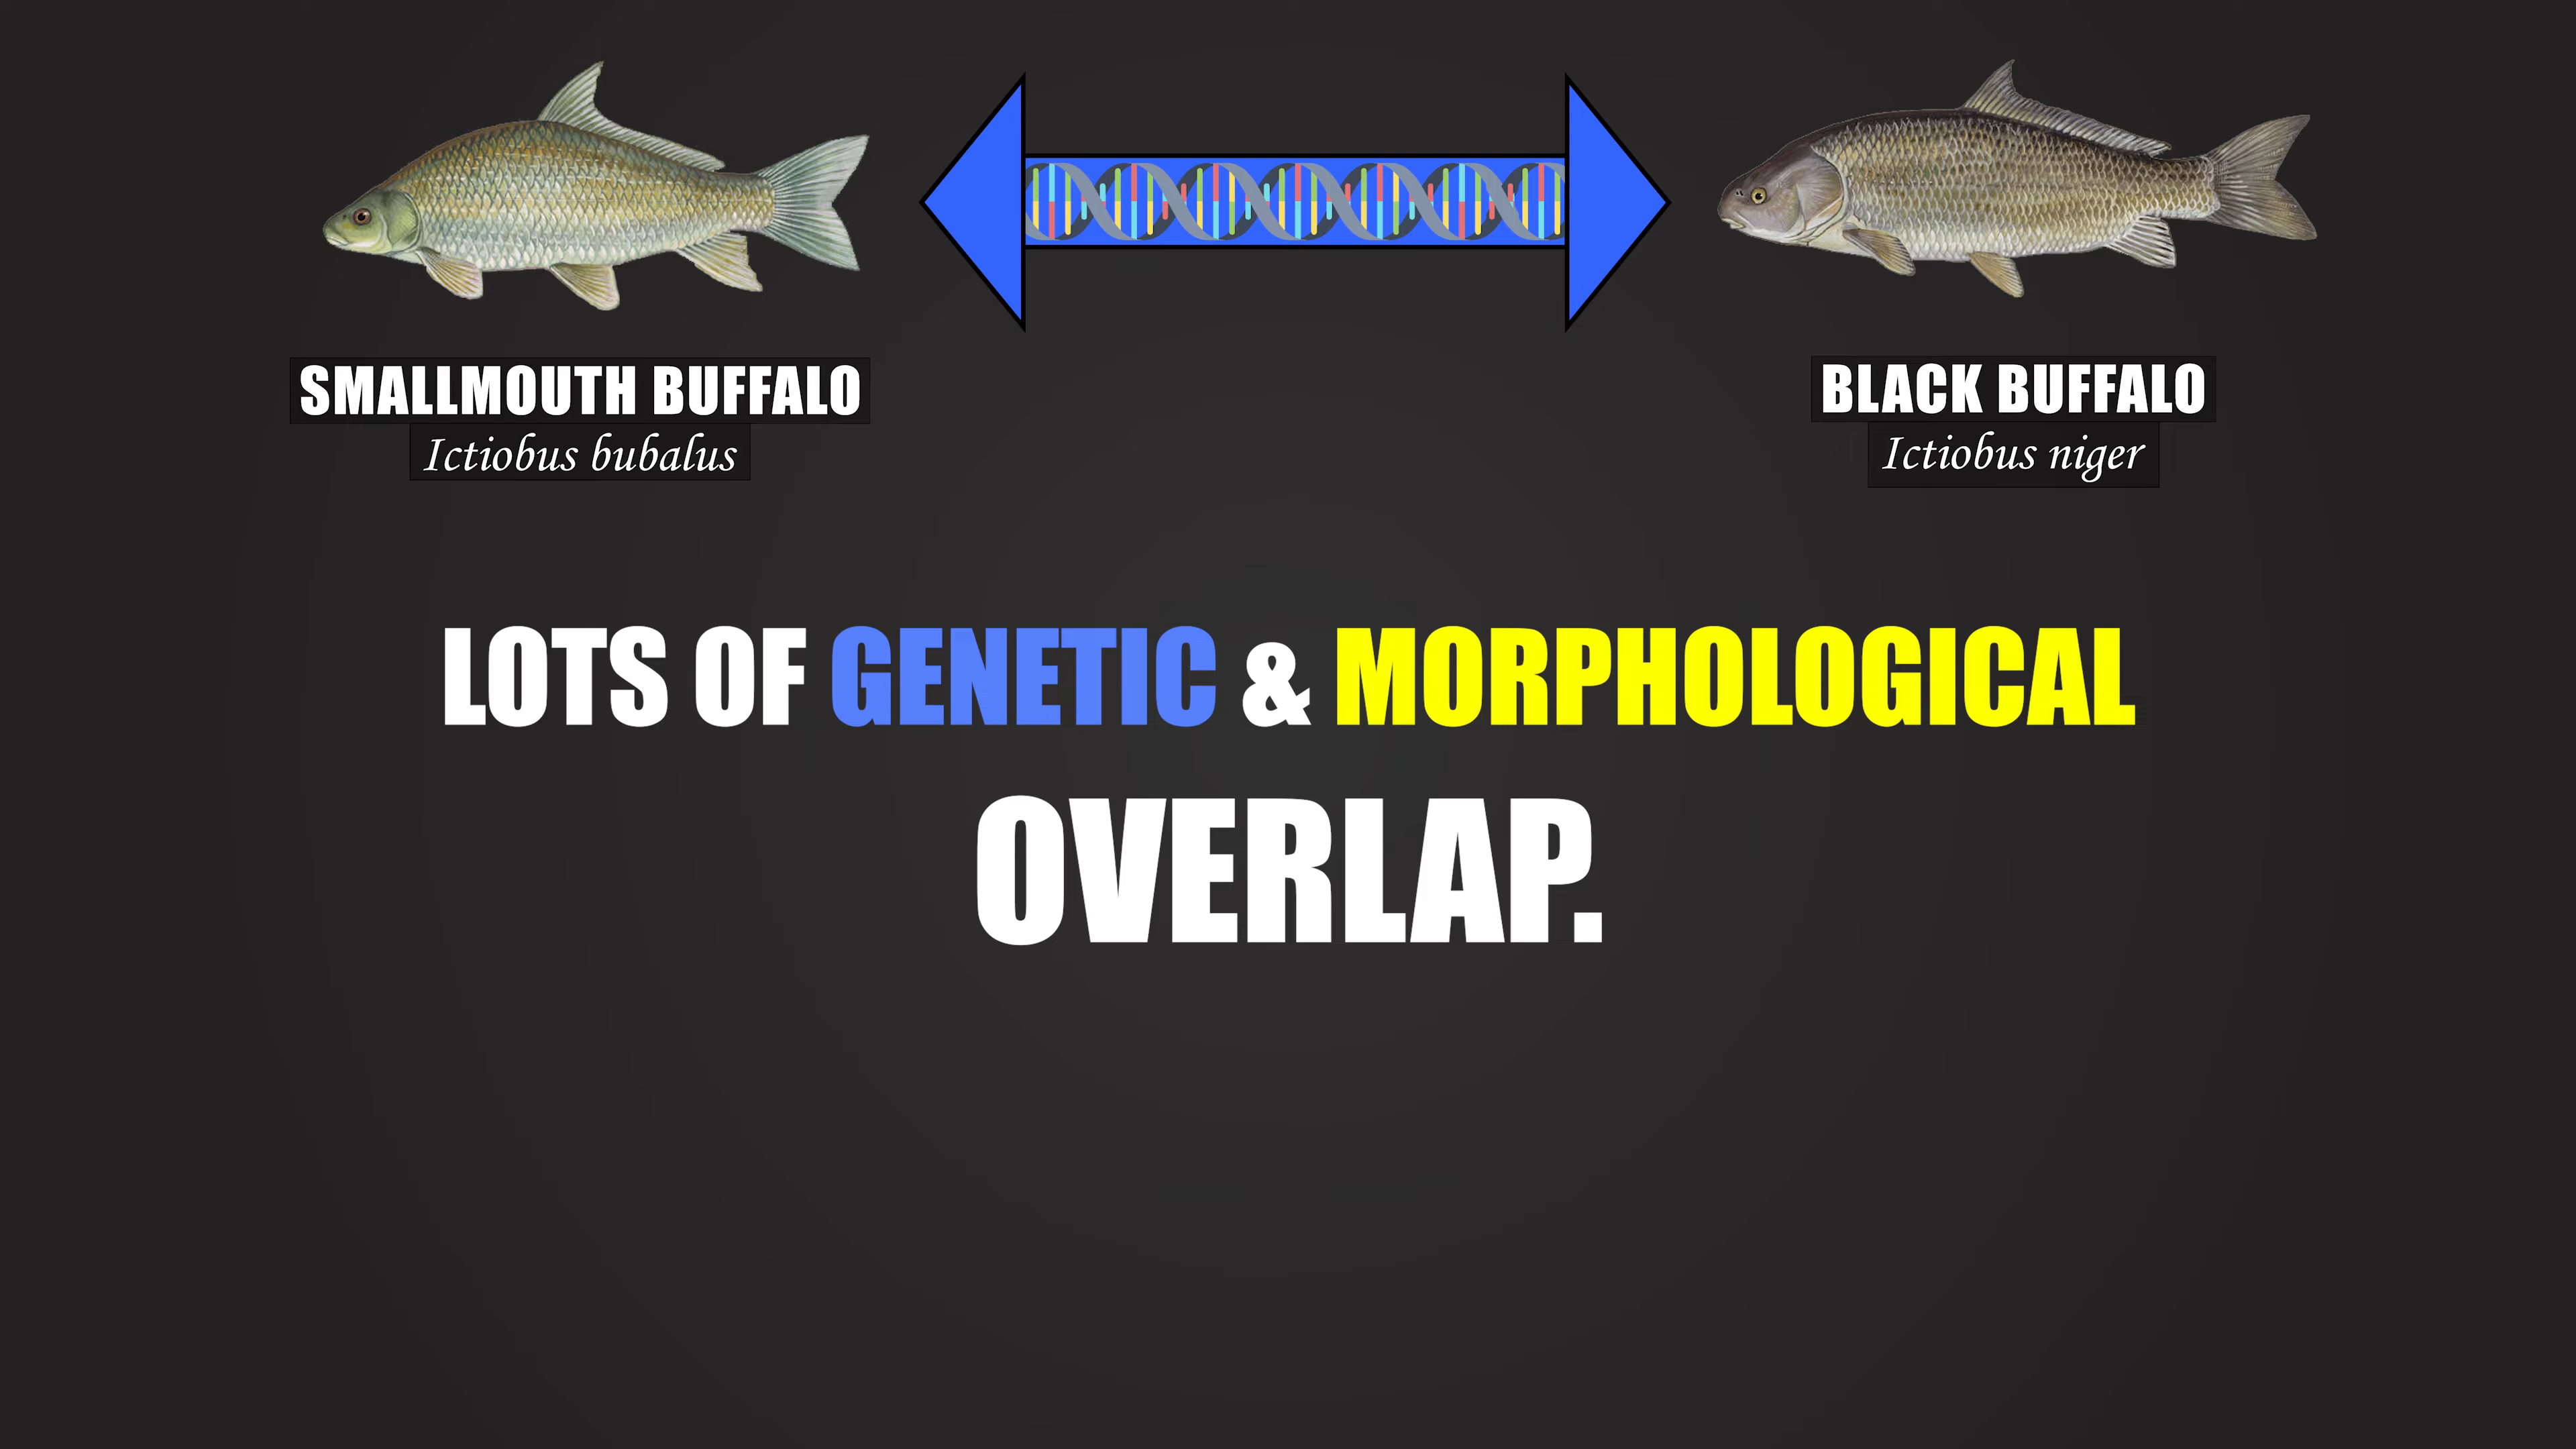 SMALLMOUTH BUFFALO
Ictiobus bubalus
BLACK BUFFALO
Ictiobus niger
LOTS OF GENETIC & MORPHOLOGICAL
OVERLAP.